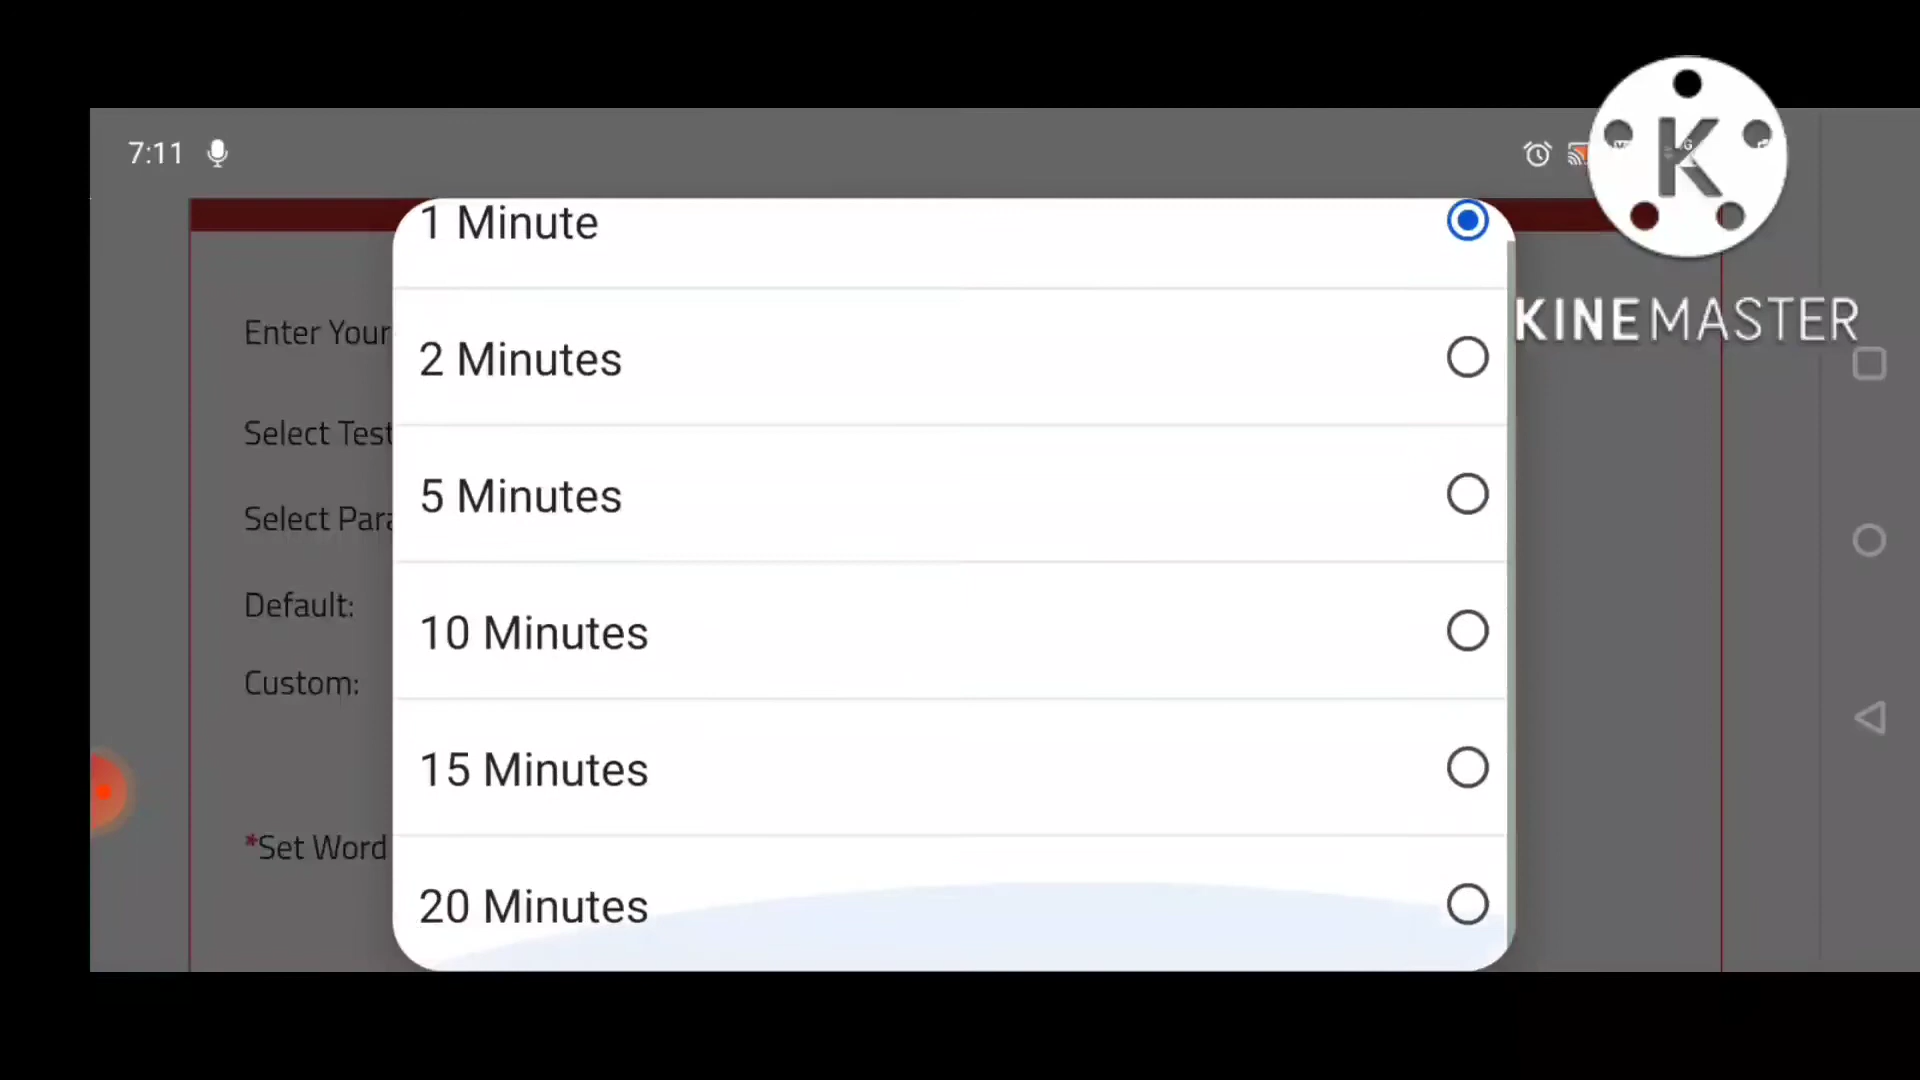 7:11
1 Minute
Enter Your
2 Minutes
KINEMASTER
Select Test
5 Minutes
Select Para
Default:
10 Minutes
Custom:
15 Minutes
*Set Word
20 Minutes